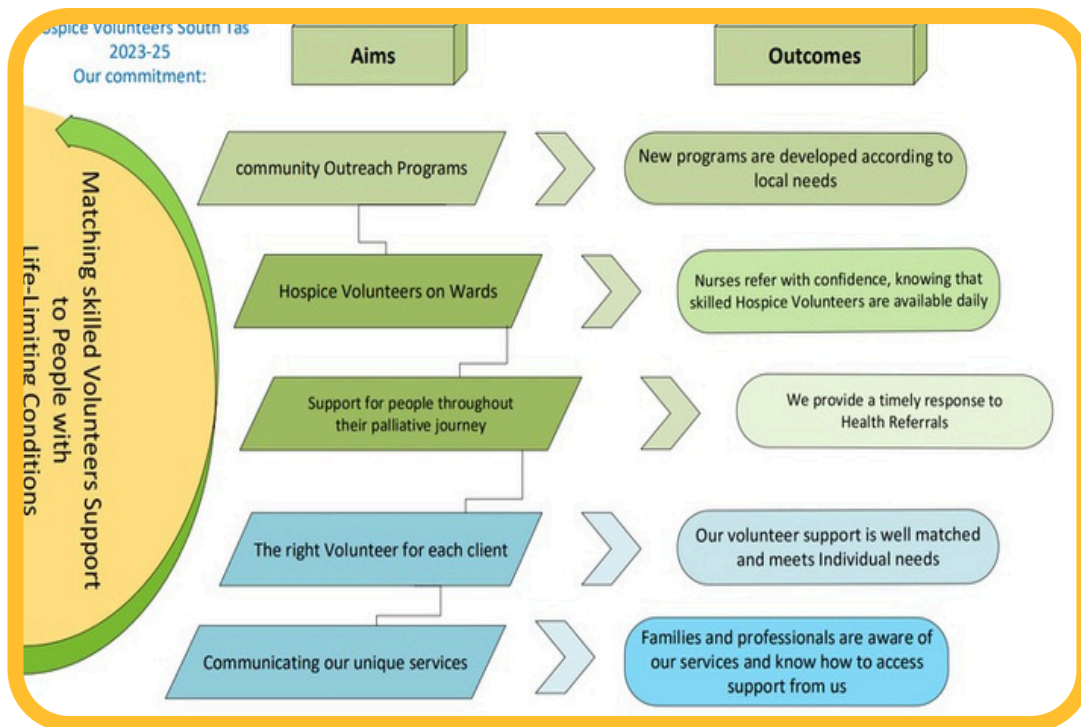 Hospice Volunteers South Tas
2023-25
Our commitment:
Aims
Outcomes
Matching skilled Volunteers Support
to People with
Life-Limiting Conditions
community Outreach Programs
New programs are developed according to
local needs
Hospice Volunteers on Wards
Nurses refer with confidence, knowing that
skilled Hospice Volunteers are available daily
Support for people throughout
their palliative journey
We provide a timely response to
Health Referrals
The right Volunteer for each client
Our volunteer support is well matched
and meets Individual needs
Communicating our unique services
Families and professionals are aware of
our services and know how to access
support from us